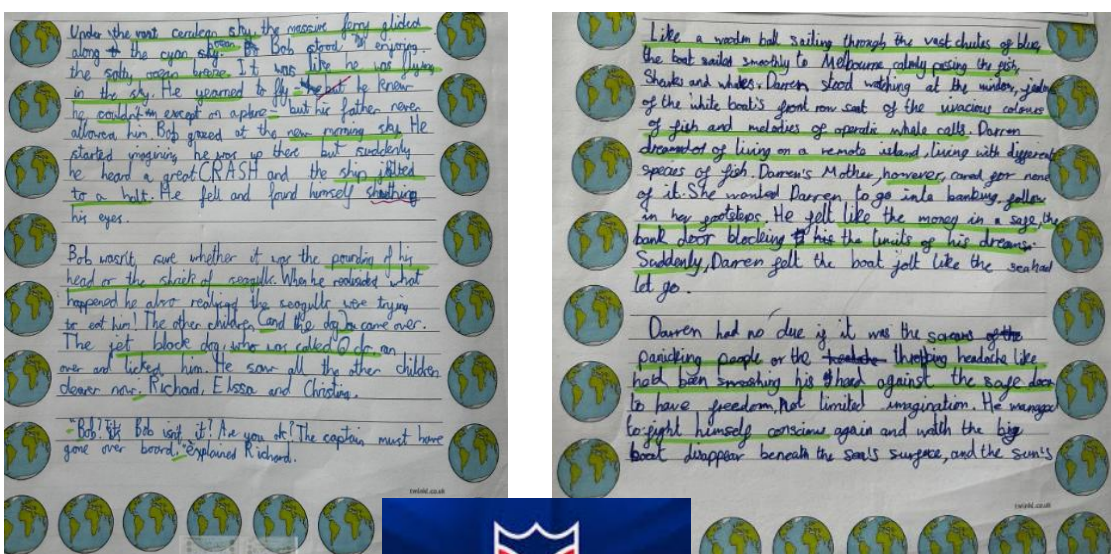 Under the vast cerulean sky, the massive ferry glided
along the cyan sky. ocean Bob stood enjoying
the salty ocean breeze. It was like he was flying
in the sky. He yearned to fly - he but he knew
he couldn't except on a plane - but his father never
allowed him. Bob gazed at the new morning sky. He
started imagining he was up there but suddenly
he heard a great CRASH and the ship jolted
to a halt. He fell and found himself
his eyes.
Bob wasn't sure whether it was the pounding of his
head or the shriek of seagulls. When he realised what
happened he also realised the seagulls were trying
to eat him! The other children (and the dog) came over.
The jet black dog, who was called ran
over and licked him. He saw all the other children
clearer now: Richard, Elssa and Christina.
"Bob? It's Bob isn't it? Are you ok? The captain must have
gone over board," explained Richard.
twinkl.co.uk
Like a wooden ball sailing through the vast chutes of blue,
the boat sailed smoothly to Melbourne calmly passing the fish,
Sharks and whales. Darren stood watching at the window,
of the white boat's front row seat of the vivacious colours
of fish and melodies of operatic whale calls. Darren
of living on a remote island, living with different
species of fish. Darren's Mother, however, cared for none
of it. She wanted Darren to go into banking, follow
in her footsteps. He felt like the money in a safe, the
bank door blocking the limits of his dreams.
Suddenly, Darren felt the boat jolt like the sea had
let go.
Darren had no clue if it was the screams of the
panicking people or the throbbing headache like
had been smashing his head against the safe door
to have freedom, not limited imagination. He managed
to fight himself conscious again and watch the big
boat disappear beneath the sea's surface, and the sun's
twinkl.co.uk